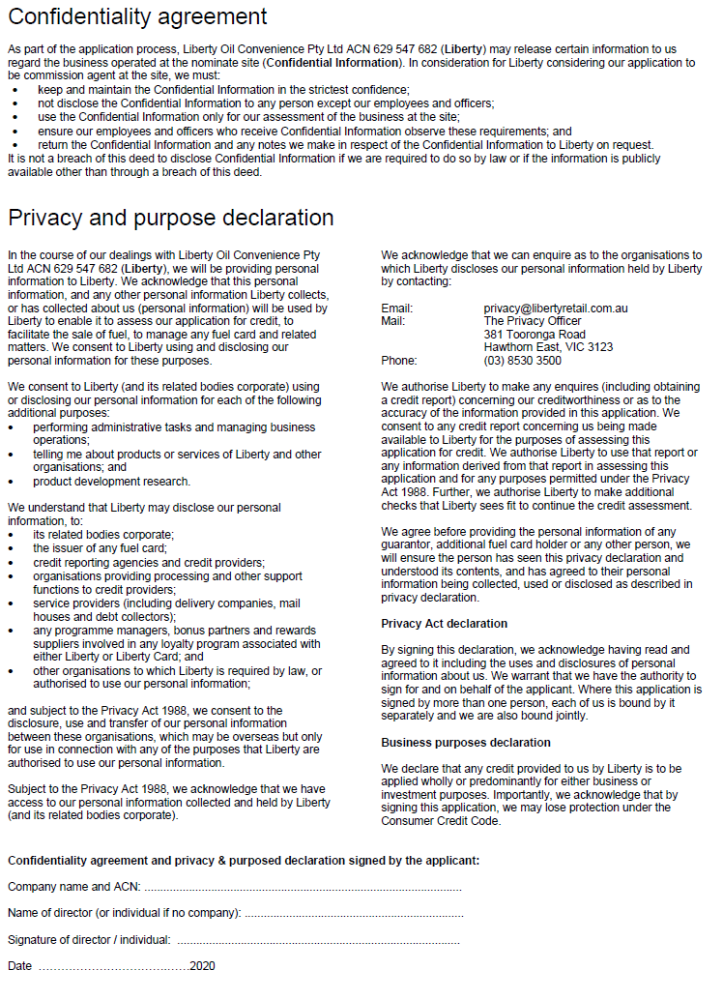 Confidentiality agreement
As part of the application process, Liberty Oil Convenience Pty Ltd ACN 629 547 682 (Liberty) may release certain information to us
regard the business operated at the nominate site (Confidential Information). In consideration for Liberty considering our application to
be commission agent at the site, we must:
• keep and maintain the Confidential Information in the strictest confidence;
• not disclose the Confidential Information to any person except our employees and officers;
• use the Confidential Information only for our assessment of the business at the site;
• ensure our employees and officers who receive Confidential Information observe these requirements; and
• return the Confidential Information and any notes we make in respect of the Confidential Information to Liberty on request.
It is not a breach of this deed to disclose Confidential Information if we are required to do so by law or if the information is publicly
available other than through a breach of this deed.
Privacy and purpose declaration
In the course of our dealings with Liberty Oil Convenience Pty
Ltd ACN 629 547 682 (Liberty), we will be providing personal
information to Liberty. We acknowledge that this personal
information, and any other personal information Liberty collects,
or has collected about us (personal information) will be used by
Liberty to enable it to assess our application for credit, to
facilitate the sale of fuel, to manage any fuel card and related
matters. We consent to Liberty using and disclosing our
personal information for these purposes.
We consent to Liberty (and its related bodies corporate) using
or disclosing our personal information for each of the following
additional purposes:
• performing administrative tasks and managing business
operations;
• telling me about products or services of Liberty and other
organisations; and
• product development research.
We understand that Liberty may disclose our personal
information, to:
• its related bodies corporate;
• the issuer of any fuel card;
• credit reporting agencies and credit providers;
• organisations providing processing and other support
functions to credit providers;
• service providers (including delivery companies, mail
houses and debt collectors);
• any programme managers, bonus partners and rewards
suppliers involved in any loyalty program associated with
either Liberty or Liberty Card; and
• other organisations to which Liberty is required by law, or
authorised to use our personal information;
and subject to the Privacy Act 1988, we consent to the
disclosure, use and transfer of our personal information
between these organisations, which may be overseas but only
for use in connection with any of the purposes that Liberty are
authorised to use our personal information.
Subject to the Privacy Act 1988, we acknowledge that we have
access to our personal information collected and held by Liberty
(and its related bodies corporate).
We acknowledge that we can enquire as to the organisations to
which Liberty discloses our personal information held by Liberty
by contacting:
Email: privacy@libertyretail.com.au
Mail: The Privacy Officer
381 Tooronga Road
Hawthorn East, VIC 3123
Phone: (03) 8530 3500
We authorise Liberty to make any enquires (including obtaining
a credit report) concerning our creditworthiness or as to the
accuracy of the information provided in this application. We
consent to any credit report concerning us being made
available to Liberty for the purposes of assessing this
application for credit. We authorise Liberty to use that report or
any information derived from that report in assessing this
application and for any purposes permitted under the Privacy
Act 1988. Further, we authorise Liberty to make additional
checks that Liberty sees fit to continue the credit assessment.
We agree before providing the personal information of any
guarantor, additional fuel card holder or any other person, we
will ensure the person has seen this privacy declaration and
understood its contents, and has agreed to their personal
information being collected, used or disclosed as described in
privacy declaration.
Privacy Act declaration
By signing this declaration, we acknowledge having read and
agreed to it including the uses and disclosures of personal
information about us. We warrant that we have the authority to
sign for and on behalf of the applicant. Where this application is
signed by more than one person, each of us is bound by it
separately and we are also bound jointly.
Business purposes declaration
We declare that any credit provided to us by Liberty is to be
applied wholly or predominantly for either business or
investment purposes. Importantly, we acknowledge that by
signing this application, we may lose protection under the
Consumer Credit Code.
Confidentiality agreement and privacy & purposed declaration signed by the applicant:
Company name and ACN: ....................................................................................................
Name of director (or individual if no company): .....................................................................
Signature of director / individual: .........................................................................................
Date ……………………………….……2020